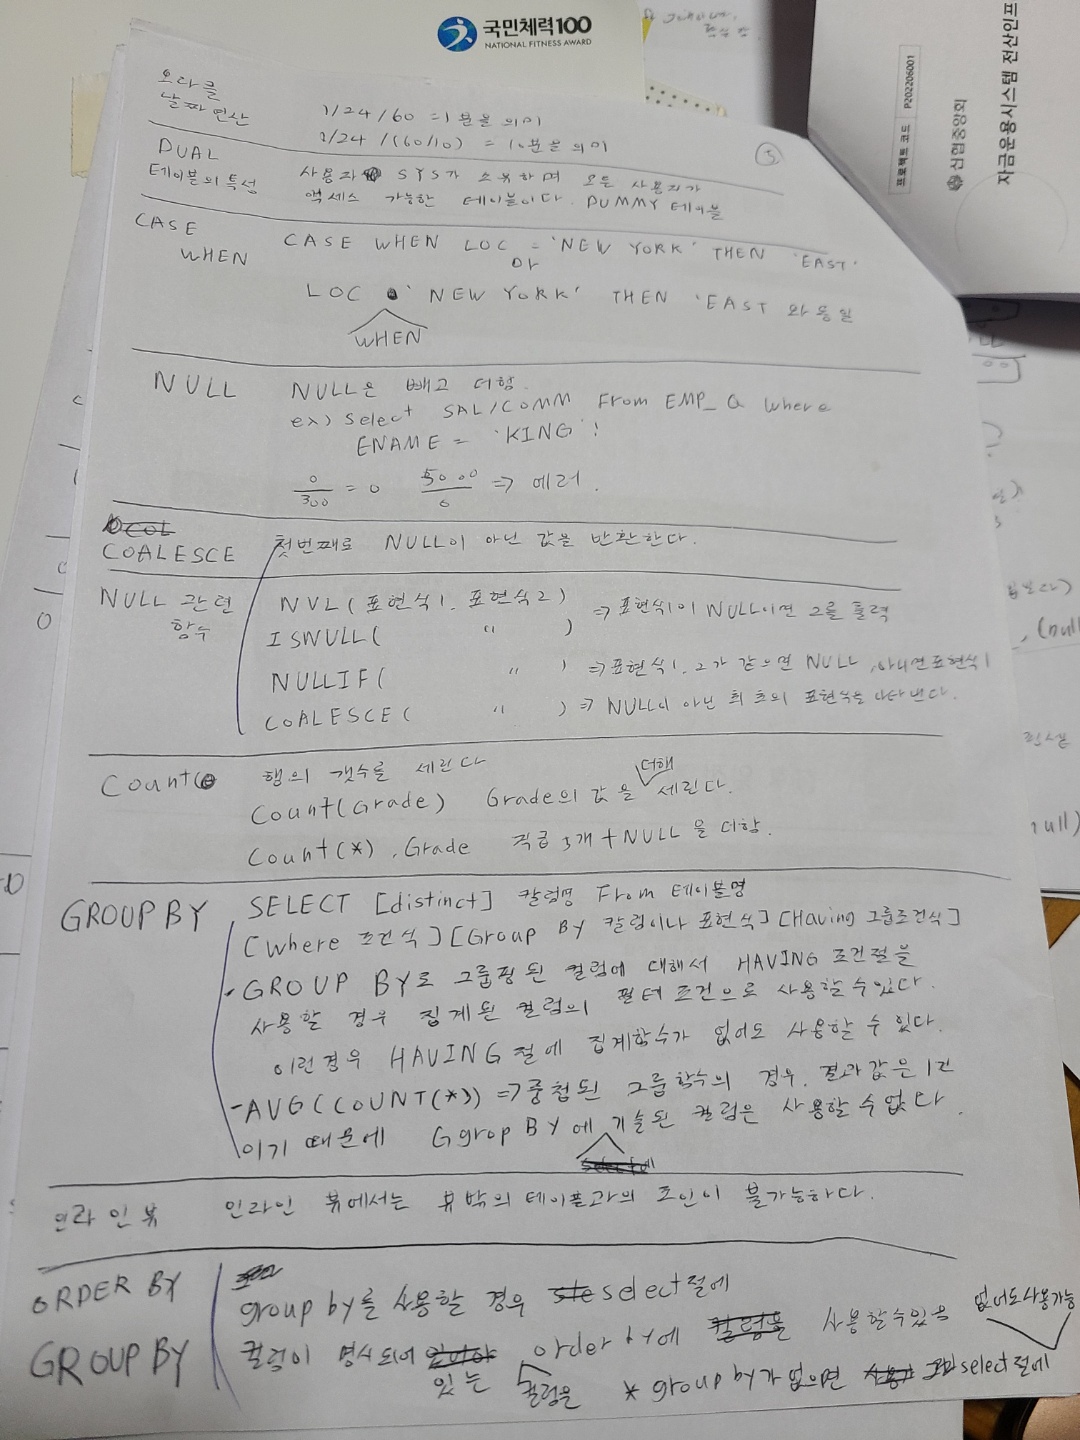 국민체력100
NATIONAL FITNESS AWARD
프로젝트 코드 P202206001
신협중앙회
자금운용시스템 전산인프
오라클
날짜 연산
1/24/60 = 1분을 의미
1/24/(60/10) = 10분을 의미
5
DUAL
테이블의 특성
사용자 SYS가 소유하며 모든 사용자가
액세스 가능한 테이블이다. DUMMY 테이블
CASE
WHEN
CASE WHEN LOC = 'NEW YORK' THEN 'EAST'
or
LOC 'NEW YORK' THEN 'EAST 와 동일
WHEN
NULL
NULL은 빼고 더함.
ex) Select SAL/COMM From EMP_Q where
ENAME = 'KING';
0/300 = 0 5000/0 => 에러.
COALESCE
첫번째로 NULL이 아닌 값을 반환한다.
NULL 관련
함수
NVL(표현식1, 표현식2) => 표현식1이 NULL이면 2를 출력
ISNULL( " )
NULLIF( " ) => 표현식1, 2가 같으면 NULL, 아니면 표현식1
COALESCE( " ) => NULL이 아닌 최초의 표현식을 나타낸다.
Count
행의 갯수를 세린다
Count(Grade) Grade의 값을 더해 세린다.
Count(*), Grade 직급 3개 + NULL을 더함.
GROUP BY
SELECT [distinct] 칼럼명 From 테이블명
[Where 조건식] [Group By 칼럼이나 표현식] [Having 그룹조건식]
- GROUP BY로 그룹핑된 컬럼에 대해서 HAVING 조건절을
사용할 경우 집계된 컬럼의 필터 조건으로 사용할 수 있다.
이런경우 HAVING절에 집계함수가 없어도 사용할 수 있다.
- AVG(COUNT(*)) => 중첩된 그룹함수의 경우, 결과값은 1건
이기 때문에 Ggrop BY에 기술된 컬럼은 사용할 수 없다.
인라인 뷰
인라인 뷰에서는 뷰 밖의 테이블과의 조인이 불가능하다.
ORDER BY
GROUP BY
group by를 사용할 경우 select절에
컬럼이 명시되어 있는 order by에 컬럼을 사용할 수 있음
* group by가 없으면 select절에 없어도 사용가능